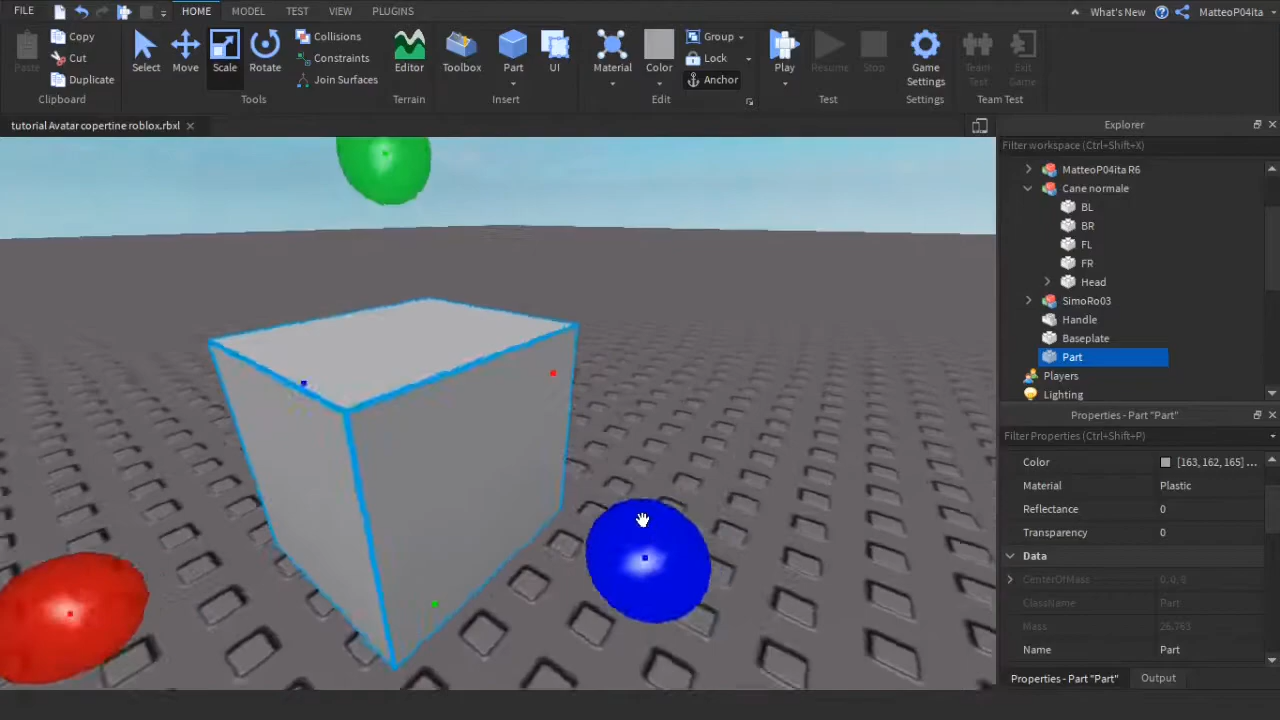 FILE HOME MODEL TEST VIEW PLUGINS What's New MatteoP04ita
Paste Copy Cut Duplicate Clipboard
Select Move Scale Rotate Collisions Constraints Join Surfaces Tools
Editor Terrain
Toolbox Part UI Insert
Material Color Group Lock Anchor Edit
Play Resume Stop Test
Game Settings Settings
Team Test Exit Game Team Test
tutorial Avatar copertine roblox.rbxl
Explorer
Filter workspace (Ctrl+Shift+X)
MatteoP04ita R6
Cane normale
BL
BR
FL
FR
Head
SimoRo03
Handle
Baseplate
Part
Players
Lighting
Properties - Part "Part"
Filter Properties (Ctrl+Shift+P)
Color [163, 162, 165] ...
Material Plastic
Reflectance 0
Transparency 0
Data
CenterOfMass 0, 0, 0
ClassName Part
Mass 26.763
Name Part
Properties - Part "Part" Output